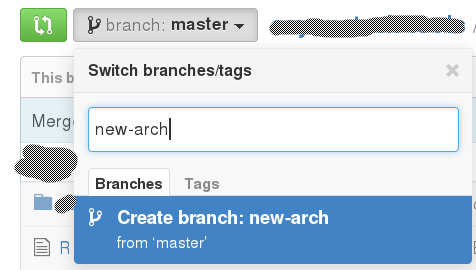 branch: master
Switch branches/tags
This b
new-arch
Merg
Branches Tags
Create branch: new-arch
from 'master'
R